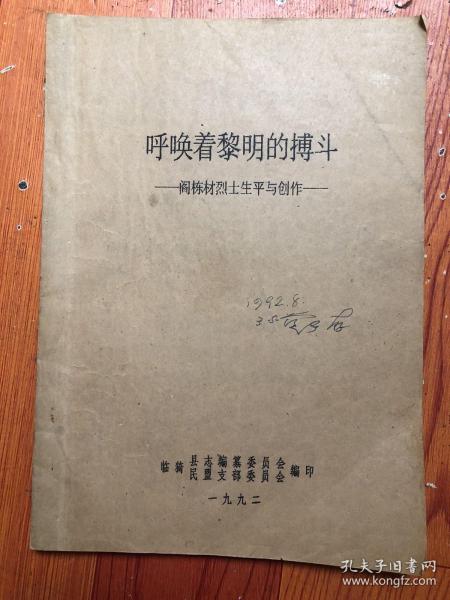 呼唤着黎明的搏斗
——阎栋材烈士生平与创作——
1992.8.
临猗 县志编纂委员会 编印
民盟支部委员会
一九九二
孔夫子旧书网
www.kongfz.com